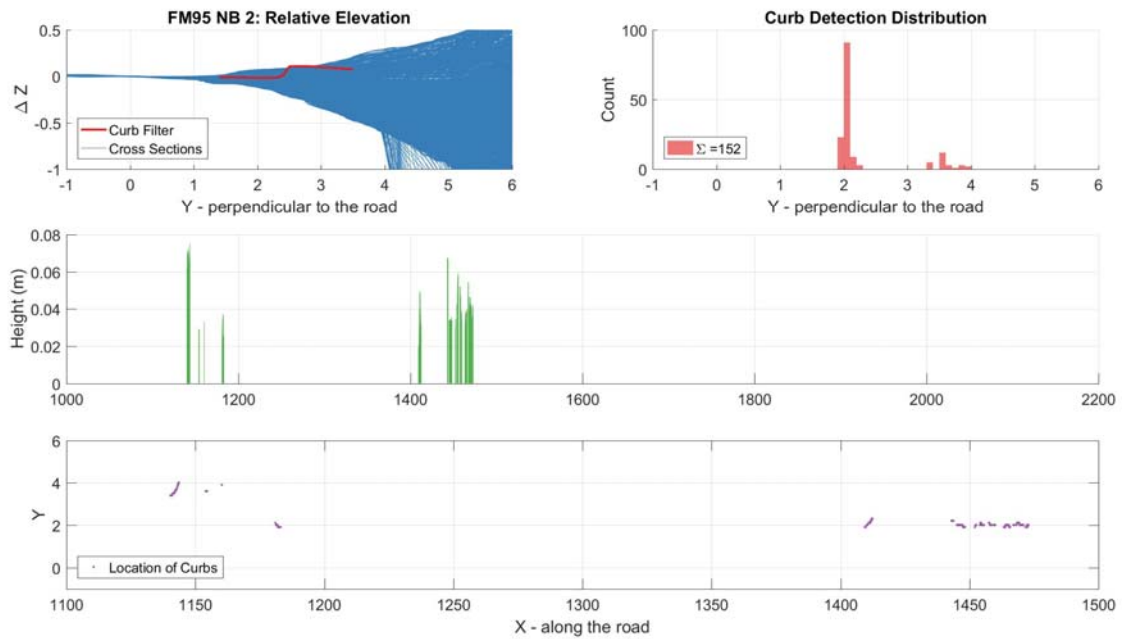 FM95 NB 2: Relative Elevation
0.5
0
-0.5
-1
Δ Z
Curb Filter
Cross Sections
-1 0 1 2 3 4 5 6
Y - perpendicular to the road
Curb Detection Distribution
100
50
0
Count
Σ =152
-1 0 1 2 3 4 5 6
Y - perpendicular to the road
0.08
0.06
0.04
0.02
0
Height (m)
1000 1200 1400 1600 1800 2000 2200
6
4
2
0
Y
Location of Curbs
1100 1150 1200 1250 1300 1350 1400 1450 1500
X - along the road